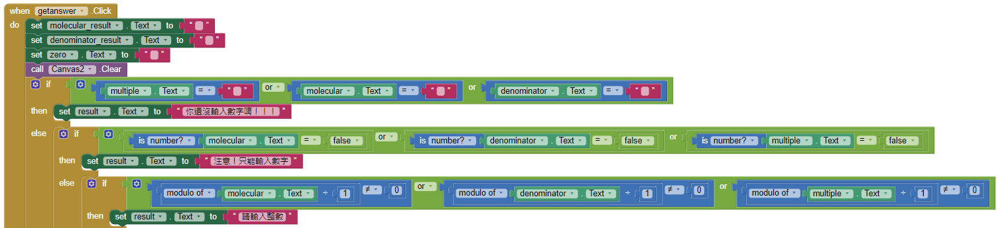 when getanswer .Click
do set molecular_result . Text to “ ”
set denominator_result . Text to “ ”
set zero . Text to “ ”
call Canvas2 .Clear
if multiple . Text = “ ” or molecular . Text = “ ” or denominator . Text = “ ”
then set result . Text to “ 你還沒輸入數字唷！！！ ”
else if is number? molecular . Text = false or is number? denominator . Text = false or is number? multiple . Text = false
then set result . Text to “ 注意！只能輸入數字 ”
else if modulo of molecular . Text ÷ 1 ≠ 0 or modulo of denominator . Text ÷ 1 ≠ 0 or modulo of multiple . Text ÷ 1 ≠ 0
then set result . Text to “ 請輸入整數 ”